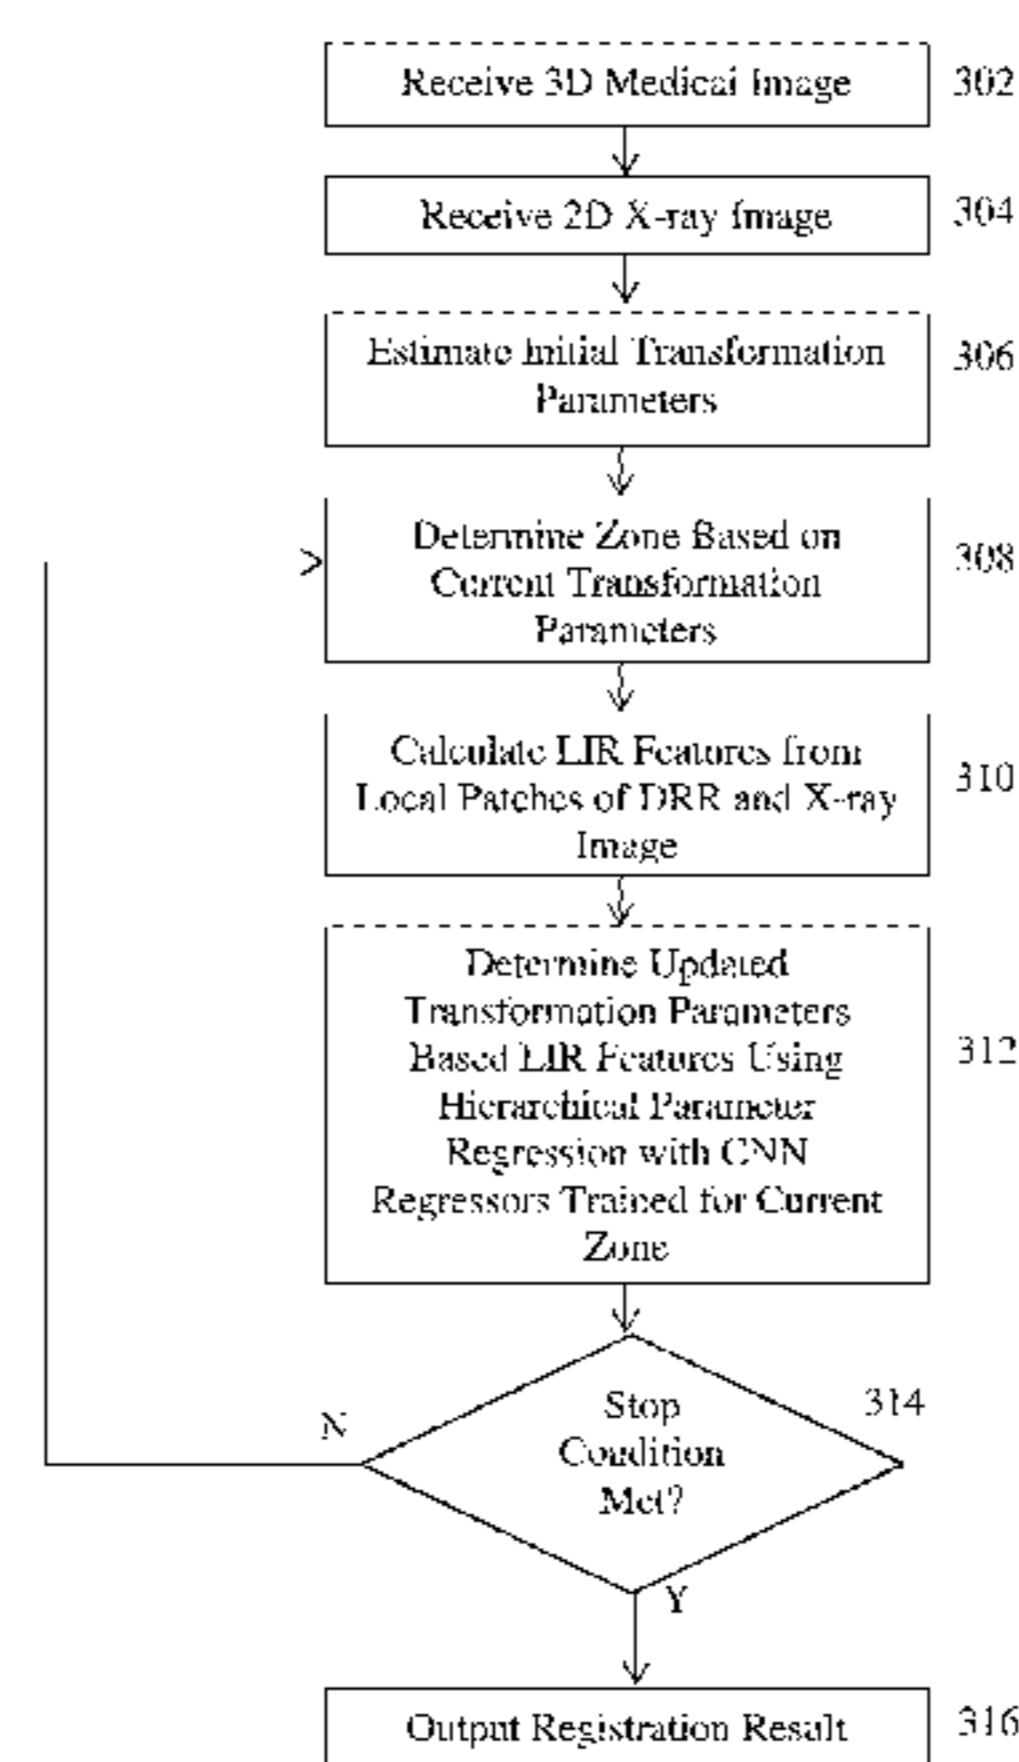 Receive 3D Medical Image
302
Receive 2D X-ray Image
304
Estimate Initial Transformation
Parameters
306
Determine Zone Based on
Current Transformation
Parameters
308
Calculate LIR Features from
Local Patches of DRR and X-ray
Image
310
Determine Updated
Transformation Parameters
Based LIR Features Using
Hierarchical Parameter
Regression with CNN
Regressors Trained for Current
Zone
312
Stop
Condition
Met?
314
N
Y
Output Registration Result
316